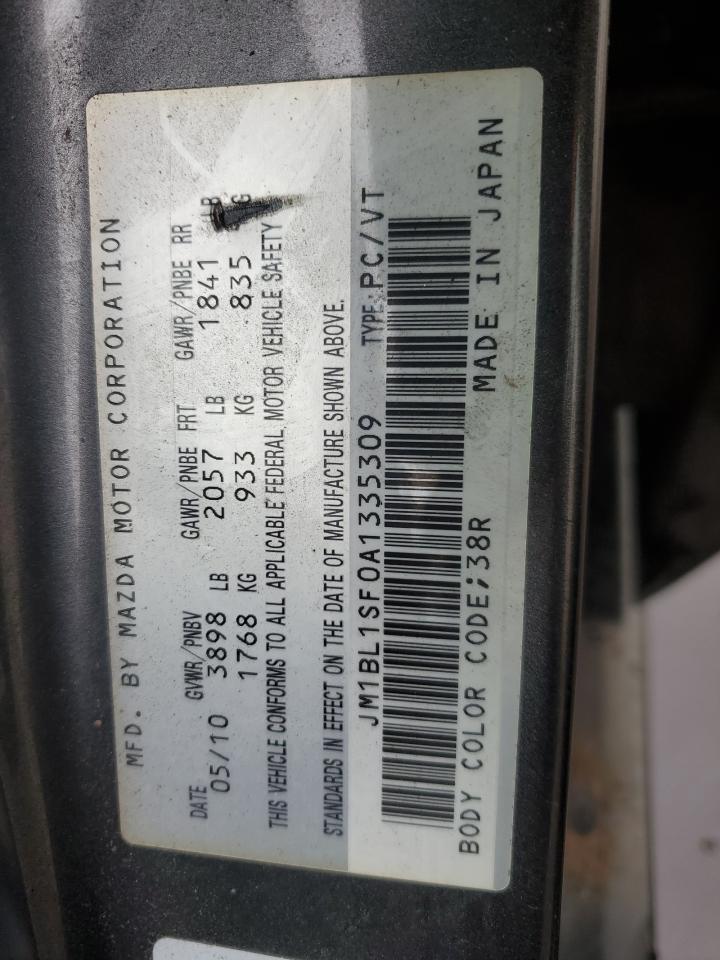 MFD. BY MAZDA MOTOR CORPORATION
DATE GVWR/PNBV GAWR/PNBE FRT GAWR/PNBE RR
05/10 3898 LB 2057 LB 1841 LB
1768 KG 933 KG 835 KG
THIS VEHICLE CONFORMS TO ALL APPLICABLE FEDERAL MOTOR VEHICLE SAFETY
STANDARDS IN EFFECT ON THE DATE OF MANUFACTURE SHOWN ABOVE.
JM1BL1SF0A1335309 TYPE:PC/VT
BODY COLOR CODE;38R MADE IN JAPAN